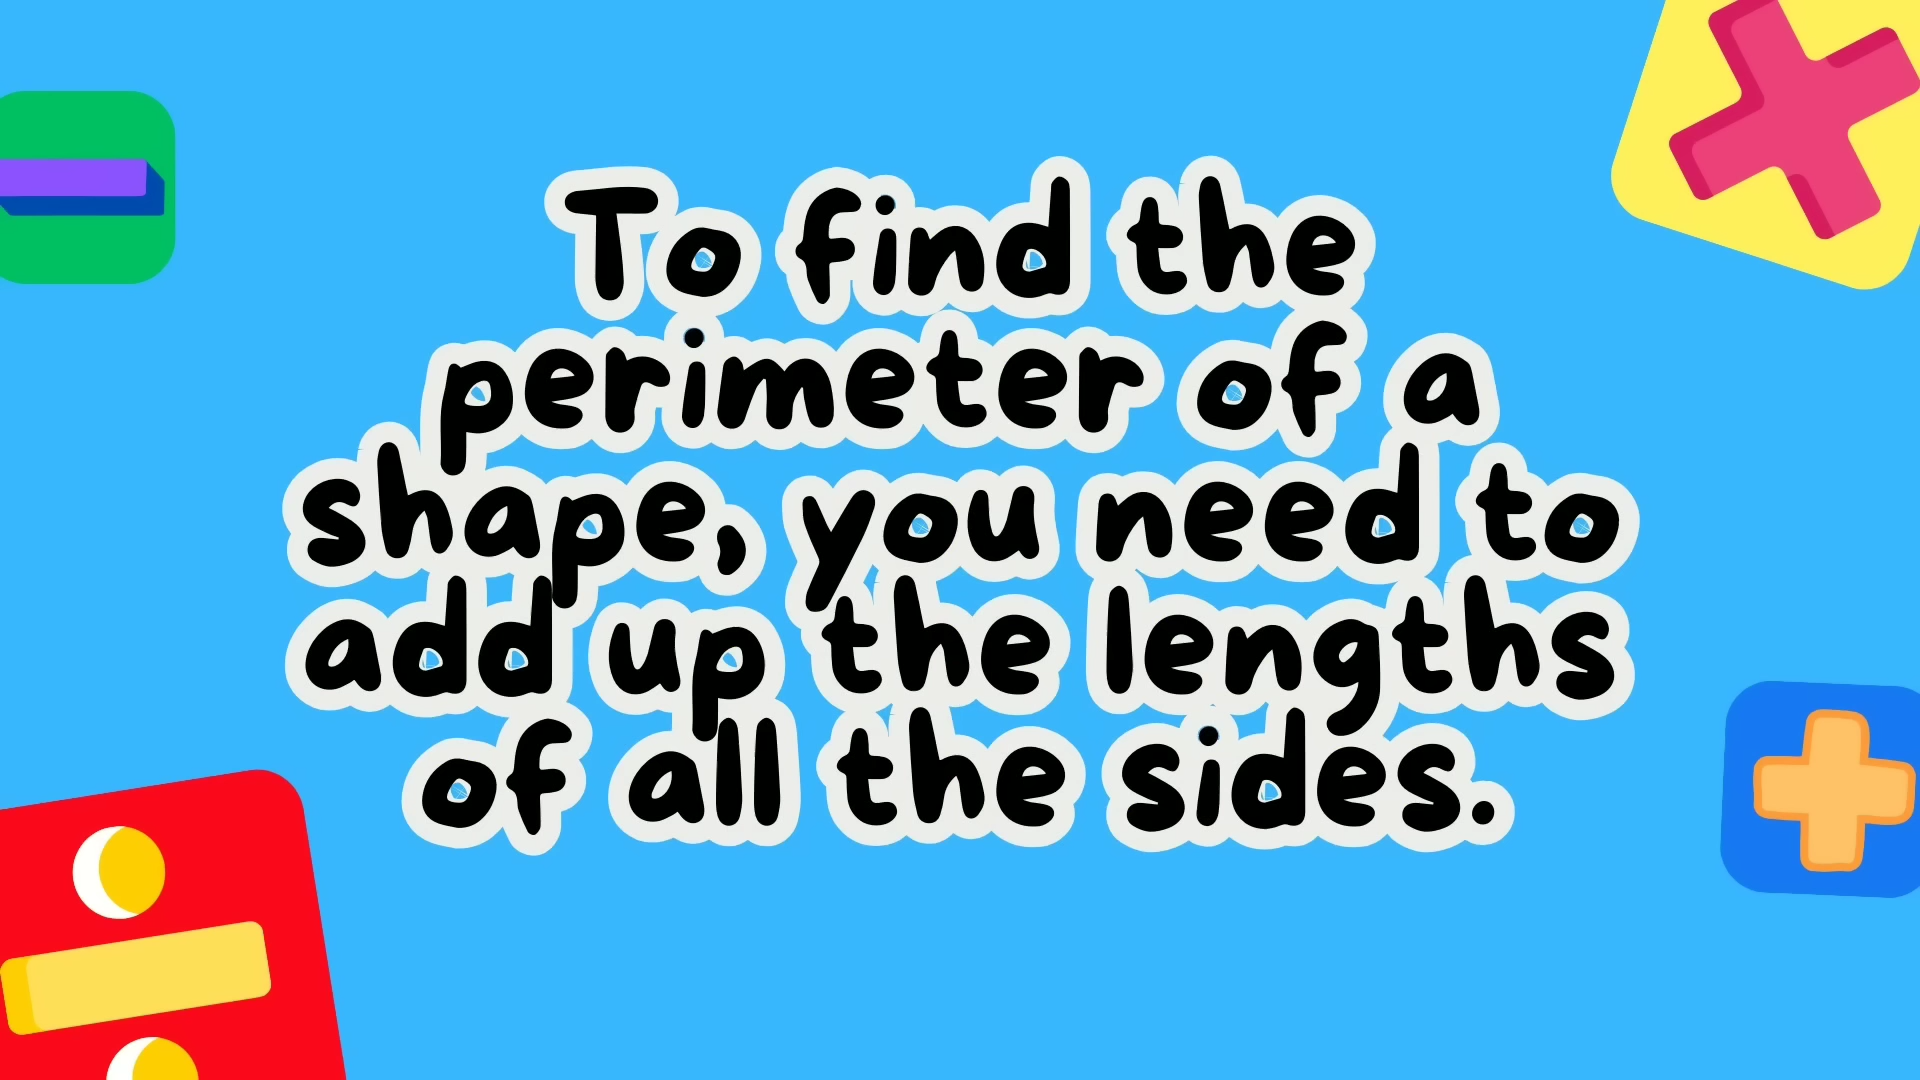 To find the
perimeter of a
shape, you need to
add up the lengths
of all the sides.